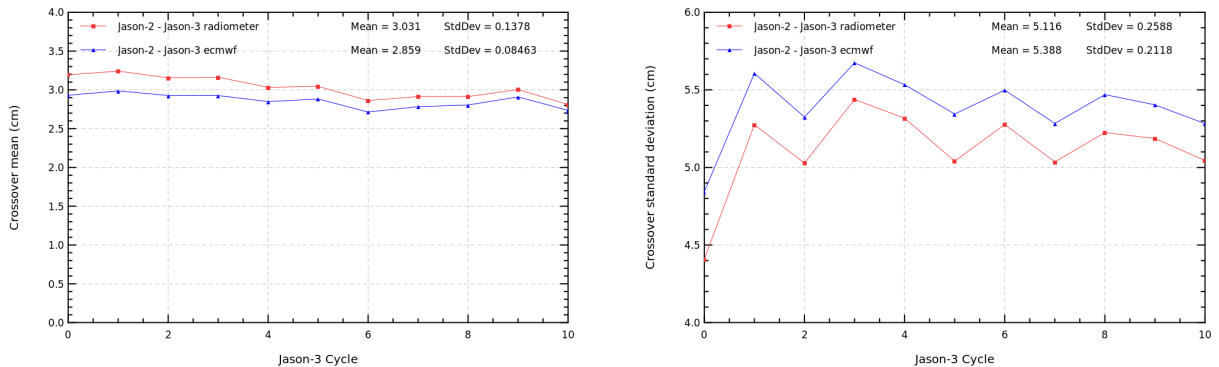 Jason-2 - Jason-3 radiometer Mean = 3.031 StdDev = 0.1378
Jason-2 - Jason-3 ecmwf Mean = 2.859 StdDev = 0.08463
4.0
3.5
3.0
2.5
2.0
1.5
1.0
0.5
0.0
Crossover mean (cm)
0 2 4 6 8 10
Jason-3 Cycle
Jason-2 - Jason-3 radiometer Mean = 5.116 StdDev = 0.2588
Jason-2 - Jason-3 ecmwf Mean = 5.388 StdDev = 0.2118
6.0
5.5
5.0
4.5
4.0
Crossover standard deviation (cm)
0 2 4 6 8 10
Jason-3 Cycle